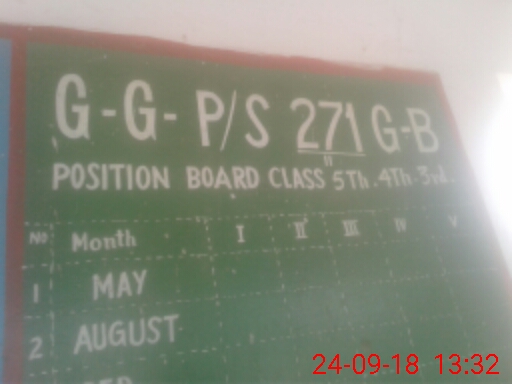 G-G- P/S 271 G-B
POSITION BOARD CLASS 5Th. 4Th. 3rd.
No Month I II III IV V
1 MAY
2 AUGUST
24-09-18 13:32